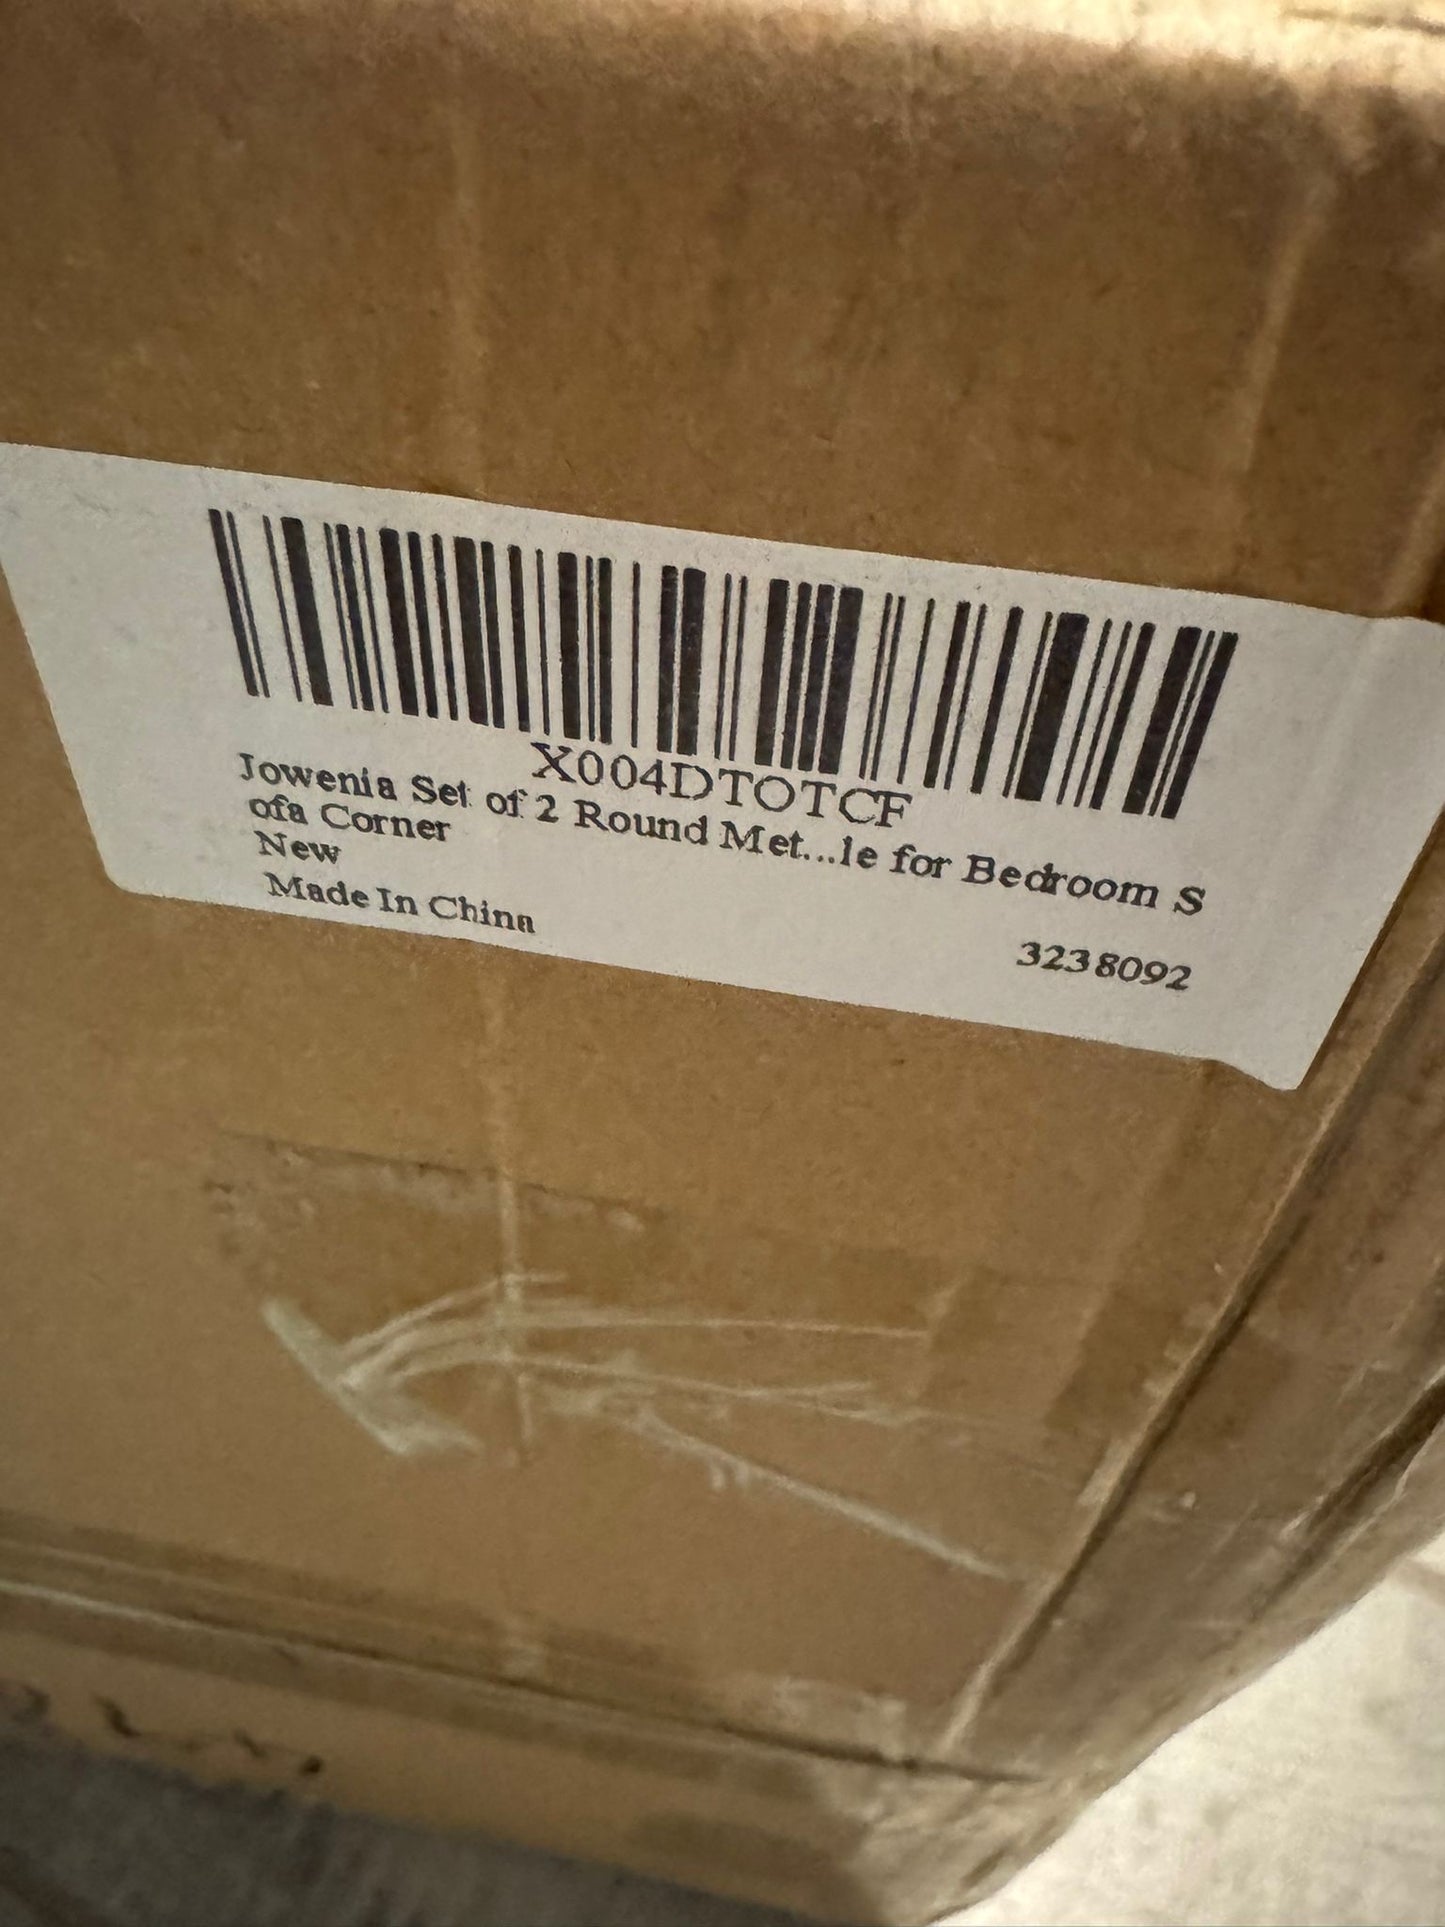 X004DTOTCF
Jowenia Set of 2 Round Met...le for Bedroom S
ofa Corner
New
Made In China
3238092